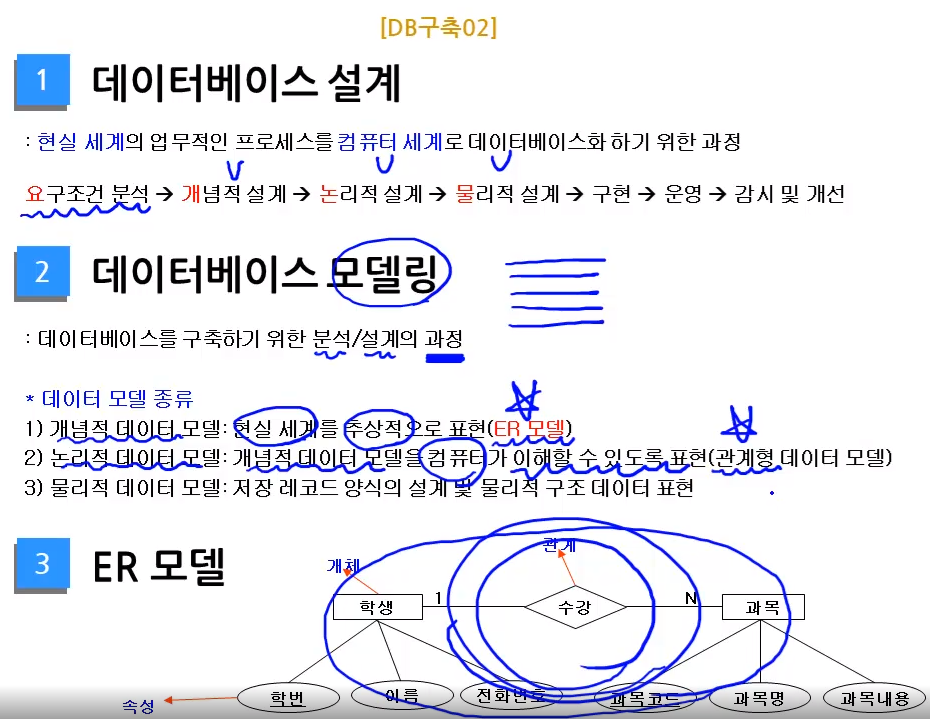 [DB구축02]
1 데이터베이스 설계
: 현실 세계의 업무적인 프로세스를 컴퓨터 세계로 데이터베이스화 하기 위한 과정
요구조건 분석 → 개념적 설계 → 논리적 설계 → 물리적 설계 → 구현 → 운영 → 감시 및 개선
2 데이터베이스 모델링
: 데이터베이스를 구축하기 위한 분석/설계의 과정
* 데이터 모델 종류
1) 개념적 데이터 모델: 현실 세계를 추상적으로 표현(ER 모델)
2) 논리적 데이터 모델: 개념적 데이터 모델을 컴퓨터가 이해할 수 있도록 표현(관계형 데이터 모델)
3) 물리적 데이터 모델: 저장 레코드 양식의 설계 및 물리적 구조 데이터 표현
3 ER 모델
개체 관계
학생 1 수강 N 과목
속성 학번 이름 전화번호 과목코드 과목명 과목내용